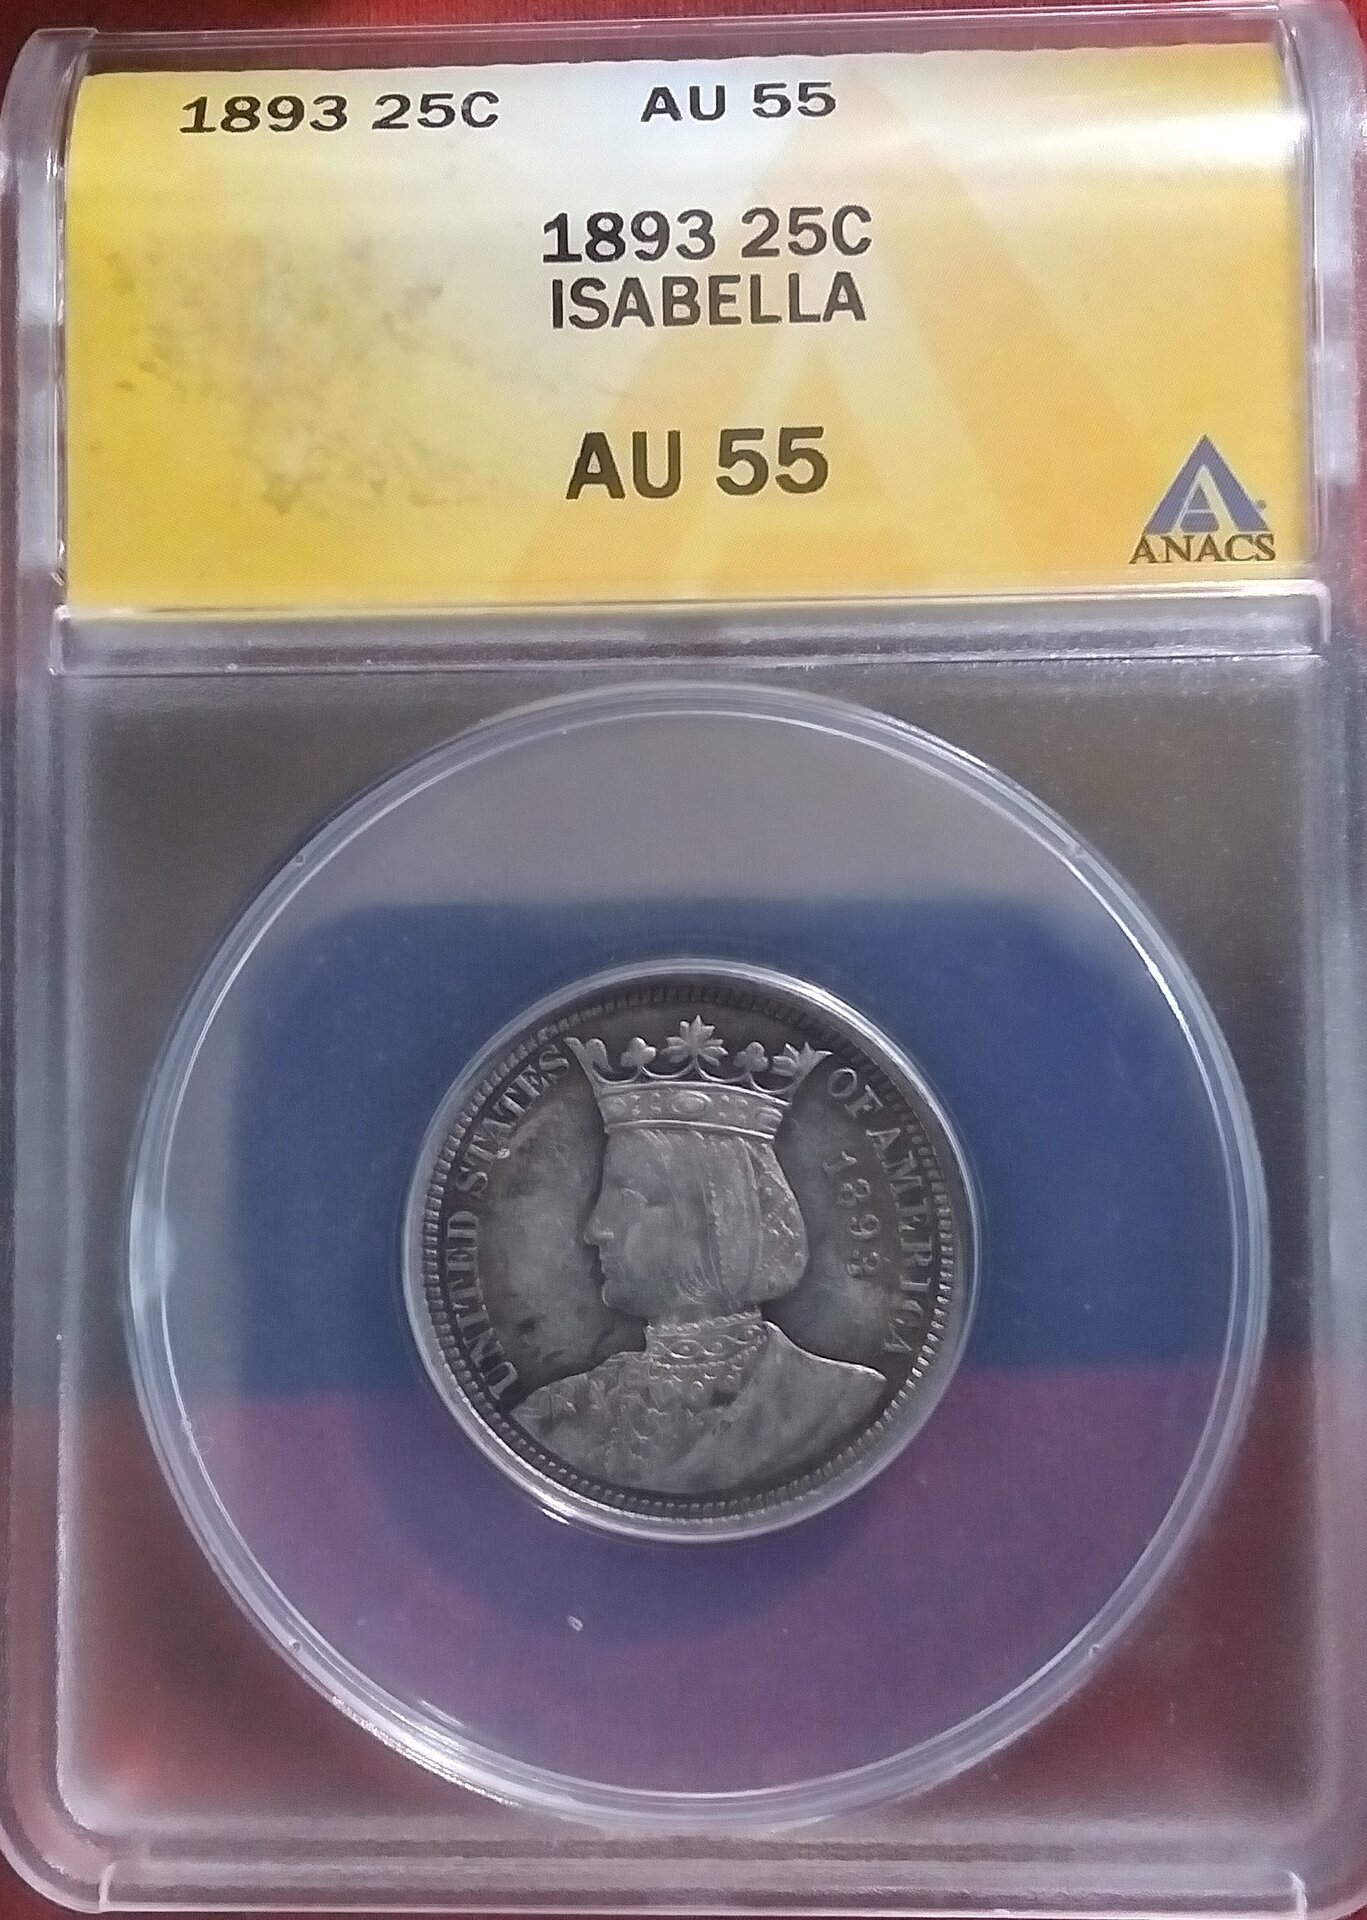 1893 25C AU 55
1893 25C
ISABELLA
AU 55
A
ANACS
UNITED STATES OF AMERICA
1893